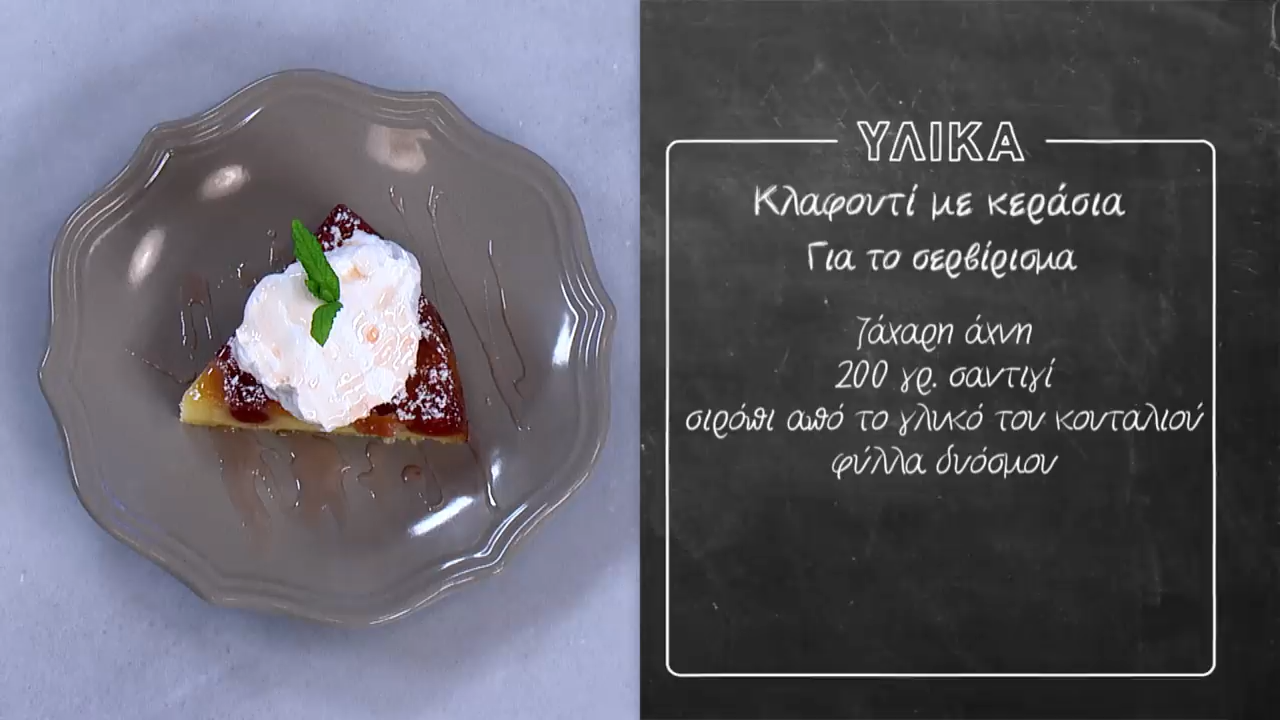 ΥΛΙΚΑ
Κλαφουτί με κεράσια
Για το σερβίρισμα
ζάχαρη άχνη
200 γρ. σαντιγί
σιρόπι από το γλυκό του κουταλιού
φύλλα δυόσμου